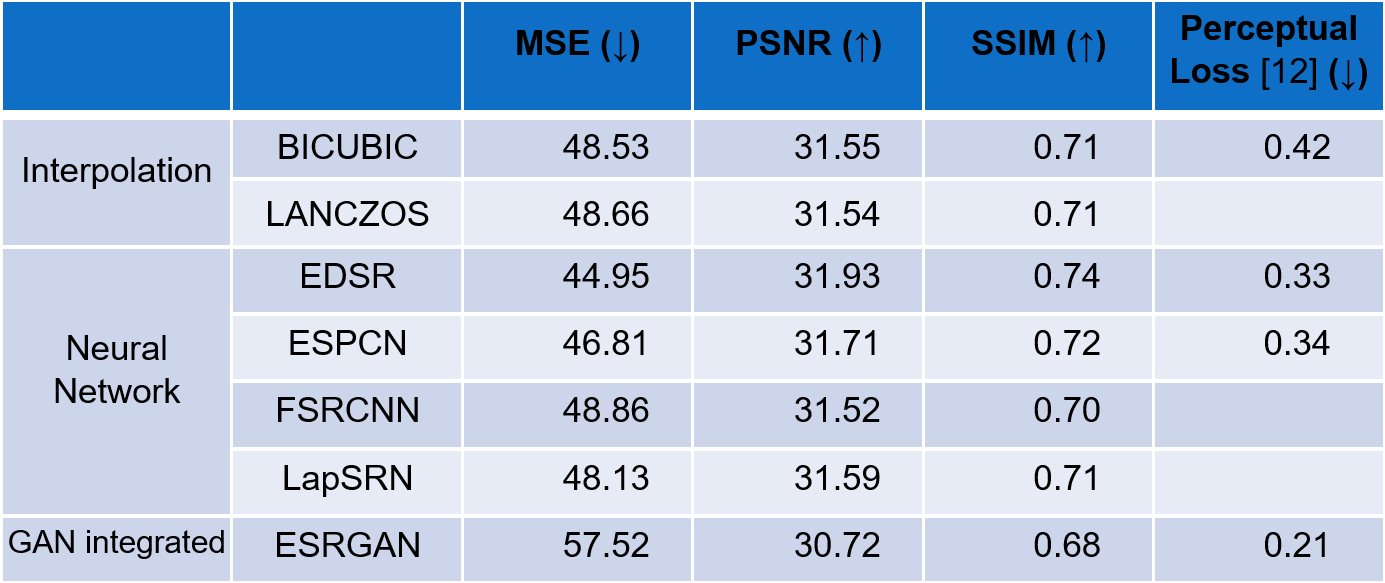 MSE (↓) PSNR (↑) SSIM (↑) Perceptual
Loss [12] (↓)
Interpolation
BICUBIC 48.53 31.55 0.71 0.42
LANCZOS 48.66 31.54 0.71
Neural
Network
EDSR 44.95 31.93 0.74 0.33
ESPCN 46.81 31.71 0.72 0.34
FSRCNN 48.86 31.52 0.70
LapSRN 48.13 31.59 0.71
GAN integrated ESRGAN 57.52 30.72 0.68 0.21